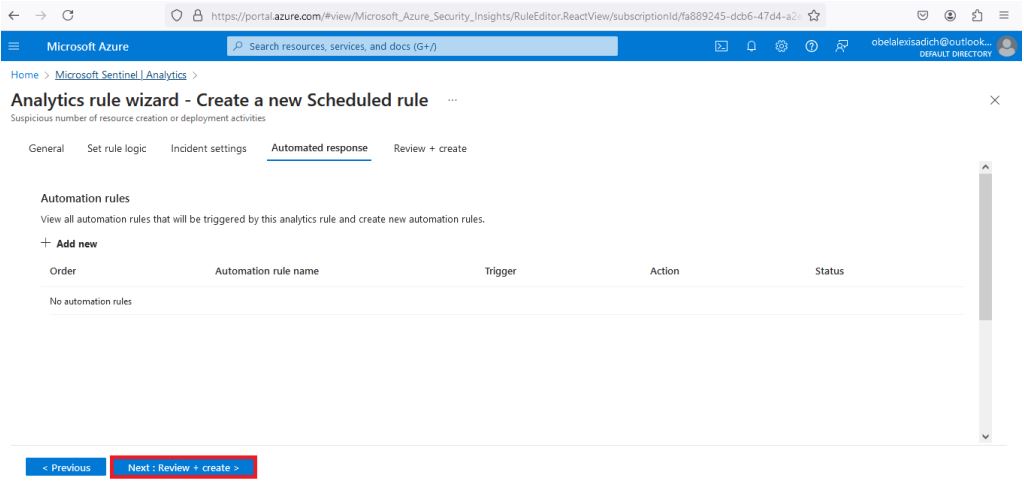 https://portal.azure.com/#view/Microsoft_Azure_Security_Insights/RuleEditor.ReactView/subscriptionId/fa889245-dcb6-47d4-a2e
Microsoft Azure
Search resources, services, and docs (G+/)
obelalexisadich@outlook...
DEFAULT DIRECTORY
Home > Microsoft Sentinel | Analytics >
Analytics rule wizard - Create a new Scheduled rule ...
Suspicious number of resource creation or deployment activities
General Set rule logic Incident settings Automated response Review + create
Automation rules
View all automation rules that will be triggered by this analytics rule and create new automation rules.
+ Add new
Order Automation rule name Trigger Action Status
No automation rules
< Previous Next : Review + create >